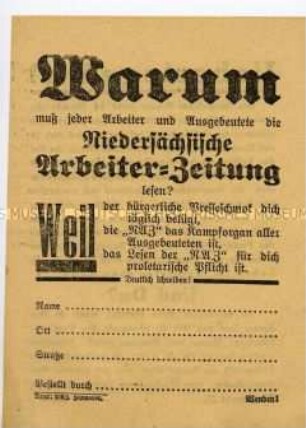 Warum
muß jeder Arbeiter und Ausgebeutete die
Niedersächsische
Arbeiter=Zeitung
lesen?
Weil
der bürgerliche Presseschmok dich
täglich belügt,
die „NAZ“ das Kampforgan aller
Ausgebeuteten ist,
das Lesen der „NAZ“ für dich
proletarische Pflicht ist.
Deutlich schreiben!
Name
Ort
Straße
Bestellt durch
Wenden!